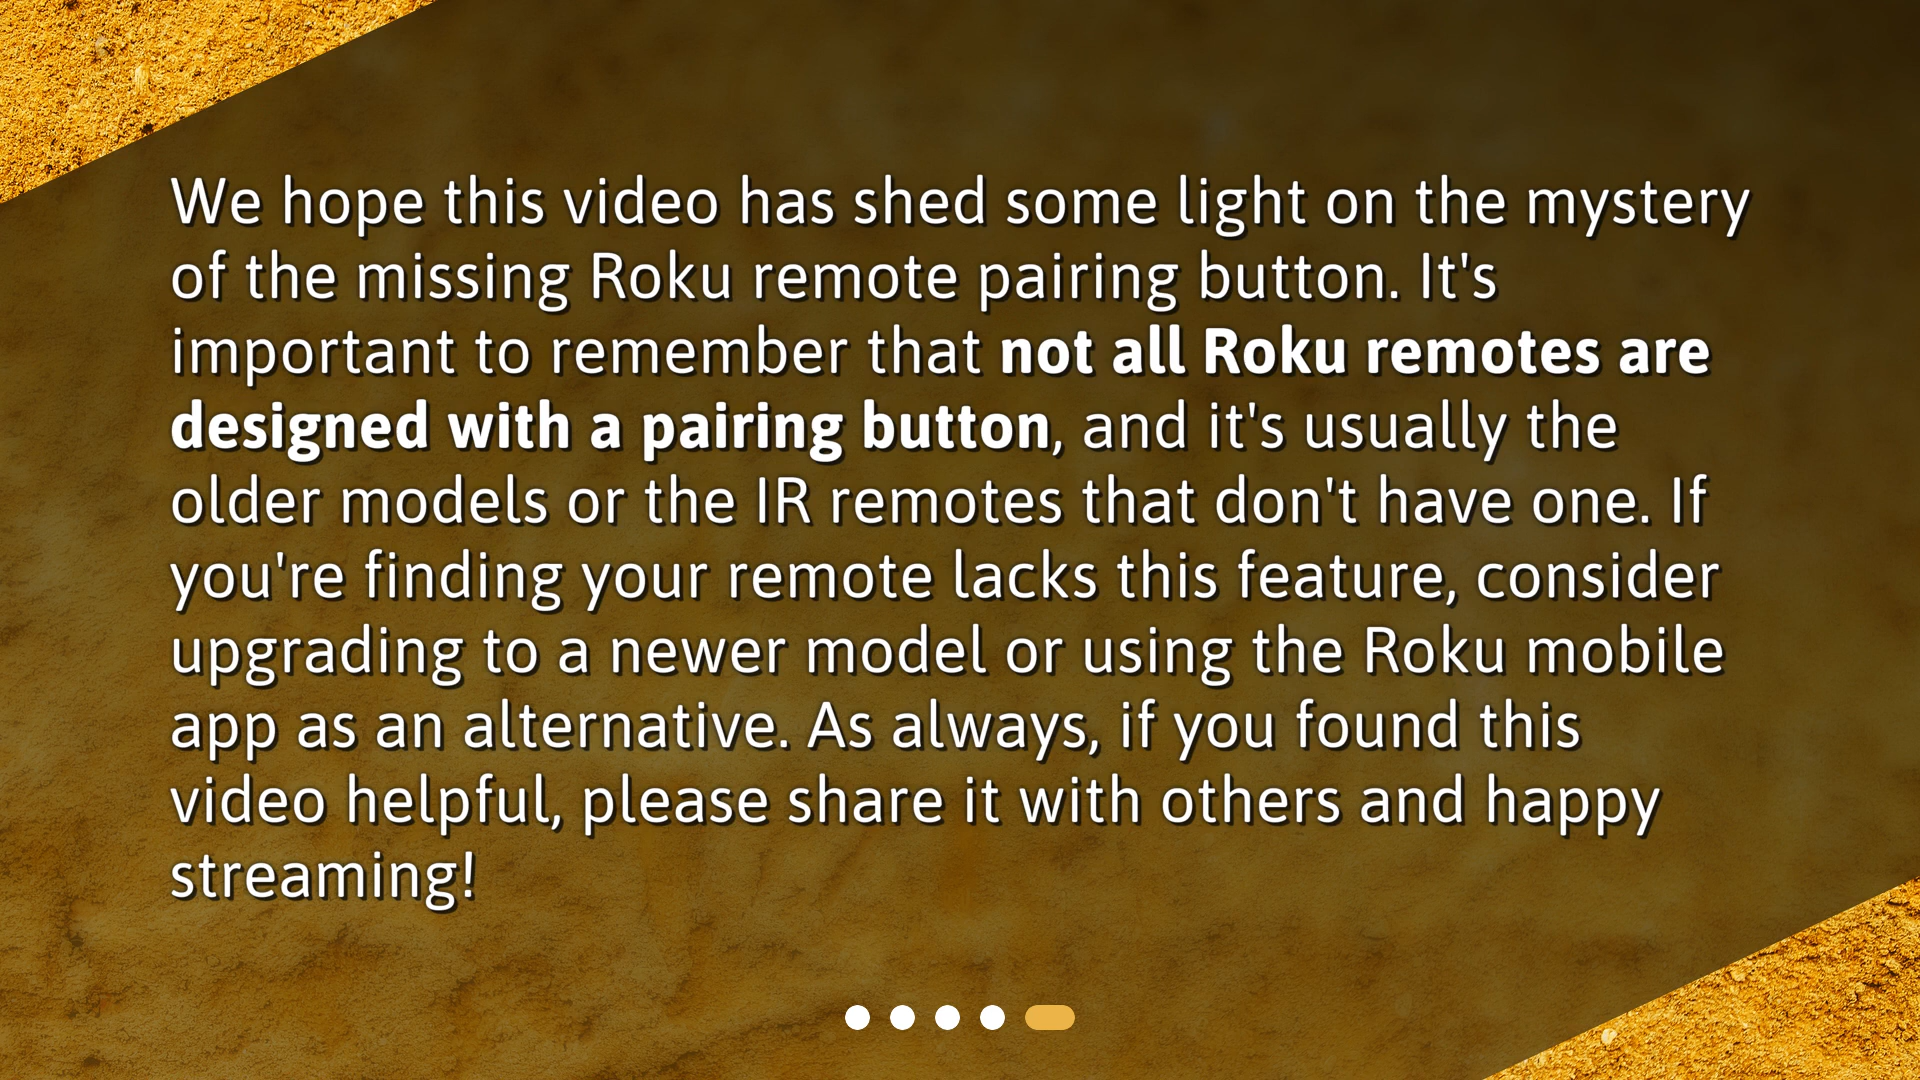 We hope this video has shed some light on the mystery
of the missing Roku remote pairing button. It's
important to remember that not all Roku remotes are
designed with a pairing button, and it's usually the
older models or the IR remotes that don't have one. If
you're finding your remote lacks this feature, consider
upgrading to a newer model or using the Roku mobile
app as an alternative. As always, if you found this
video helpful, please share it with others and happy
streaming!